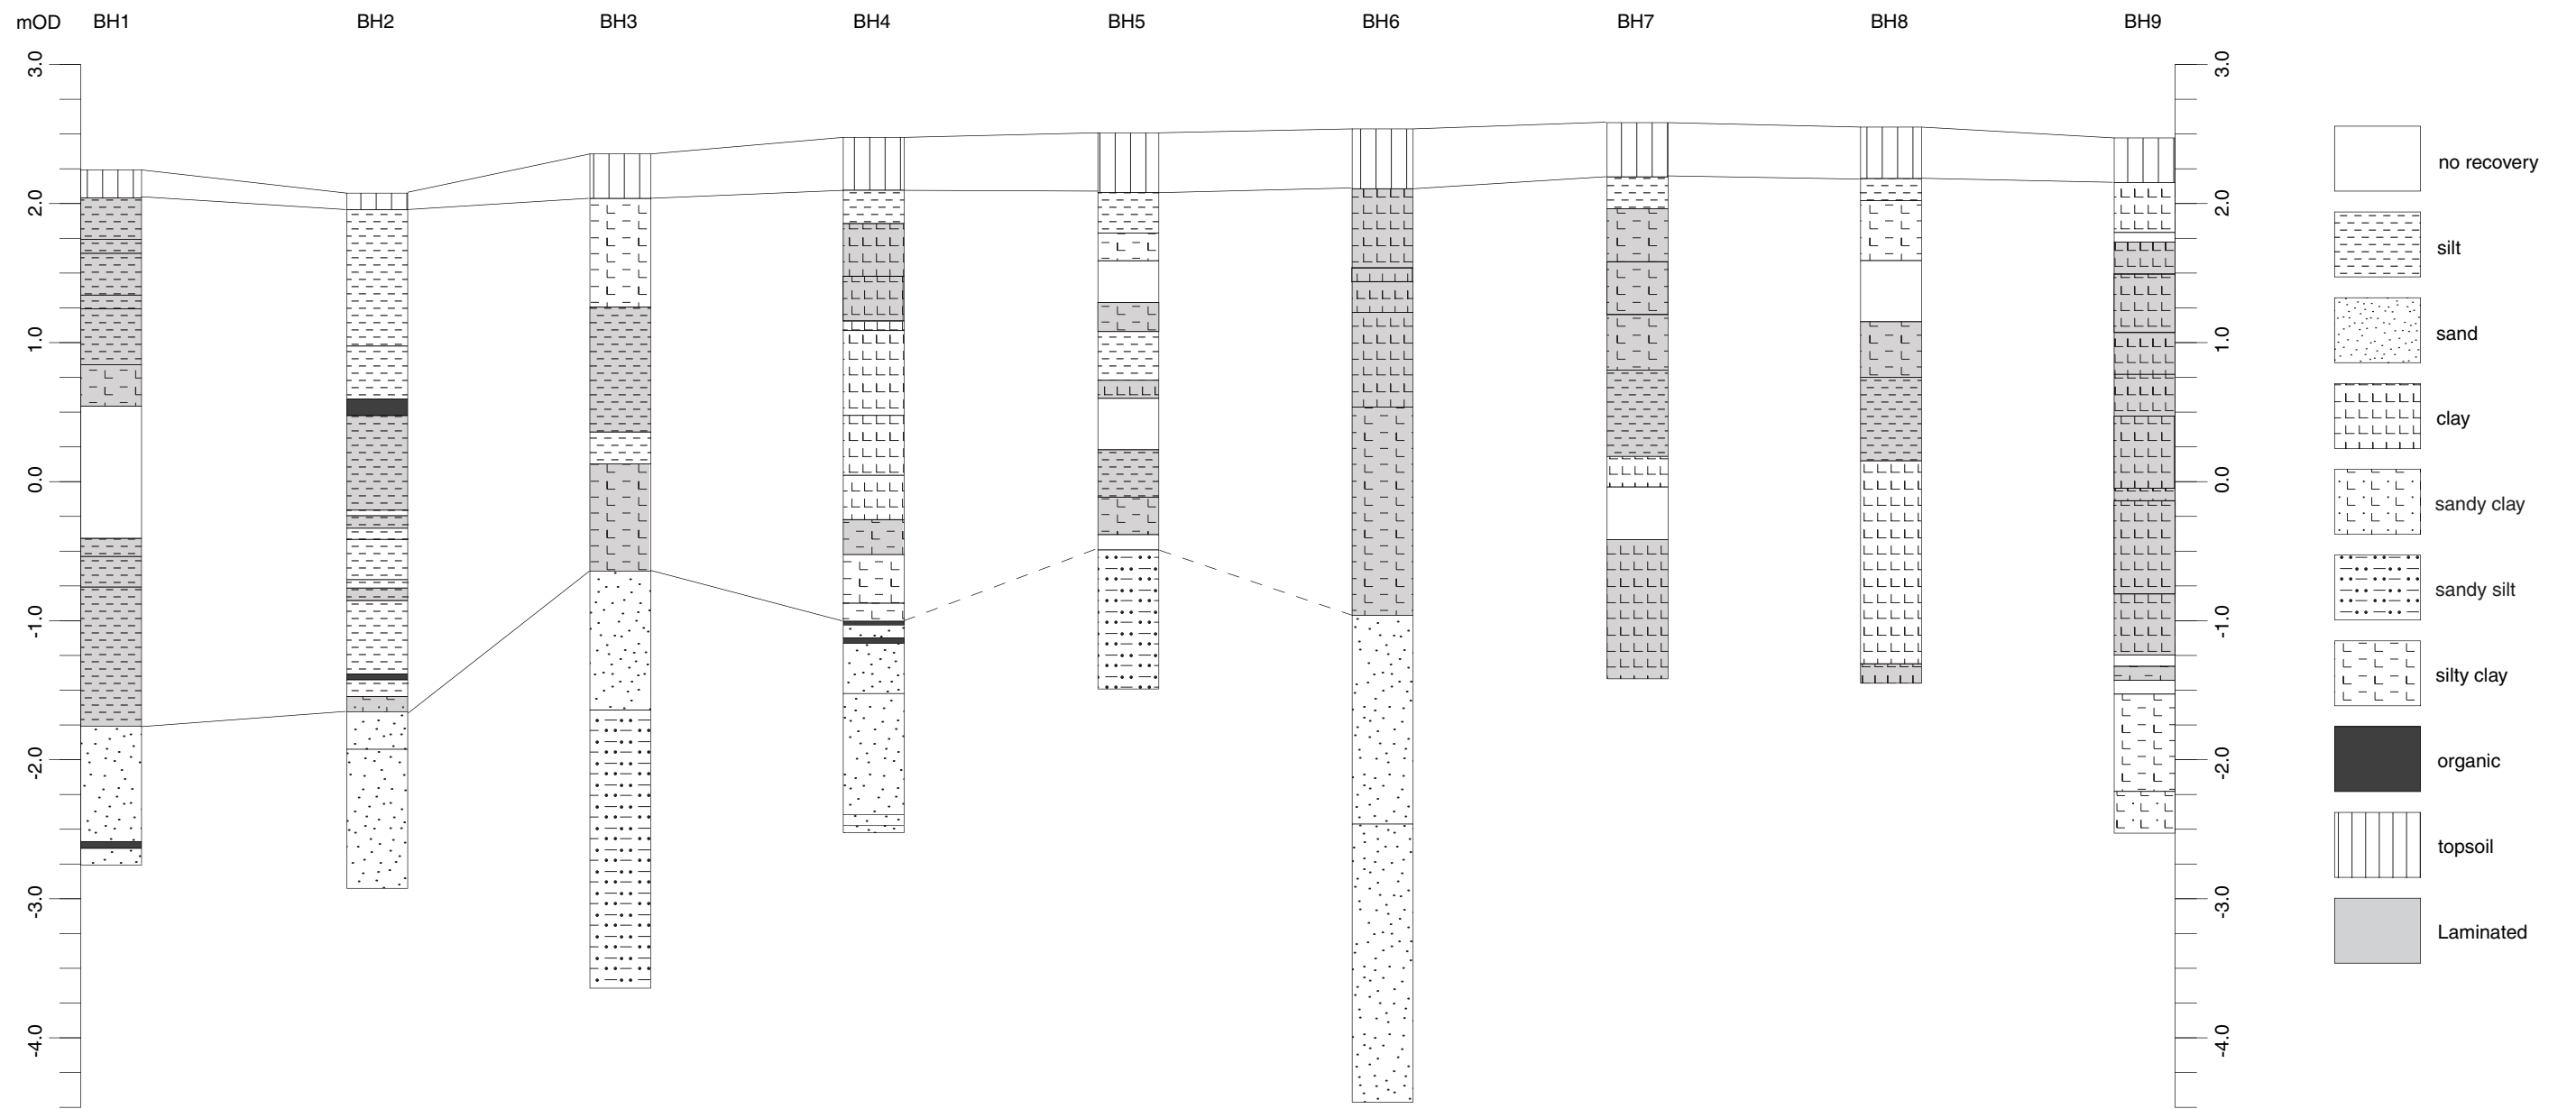 mOD BH1 BH2 BH3 BH4 BH5 BH6 BH7 BH8 BH9
3.0
2.0
1.0
0.0
-1.0
-2.0
-3.0
-4.0
3.0
2.0
1.0
0.0
-1.0
-2.0
-3.0
-4.0
no recovery
silt
sand
clay
sandy clay
sandy silt
silty clay
organic
topsoil
Laminated